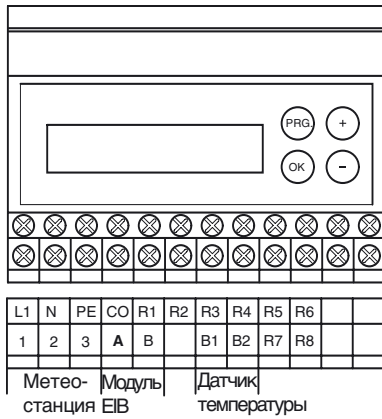 PRG. +
OK −
L1 N PE CO R1 R2 R3 R4 R5 R6
1 2 3 A B B1 B2 R7 R8
Метео- Модуль Датчик
станция EIB температуры